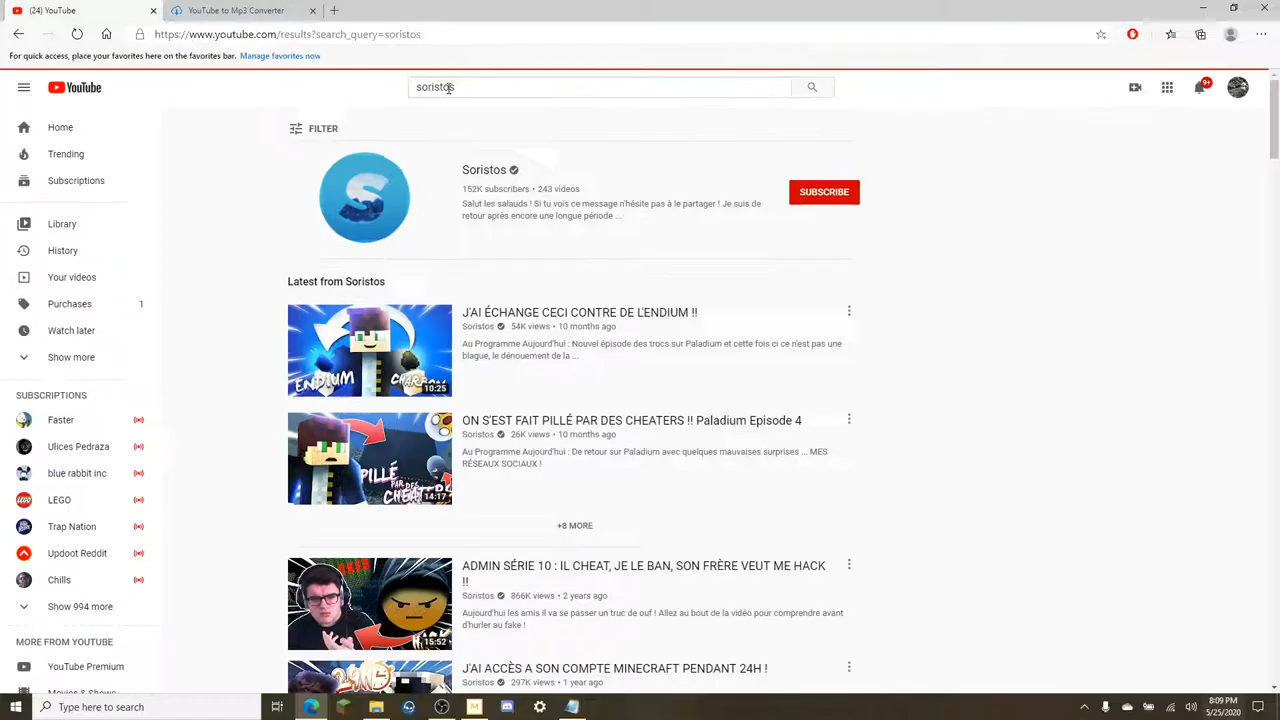 (24) YouTube
YouTube to Mp3 Converter
https://www.youtube.com/results?search_query=soristos
For quick access, place your favorites here on the favorites bar. Manage favorites now
YouTube
soristos
9+
Home
Trending
Subscriptions
Library
History
Your videos
Purchases 1
Watch later
Show more
SUBSCRIPTIONS
Faster
Ulices Pedraza
blue rabbit inc
LEGO
Trap Nation
Updoot Reddit
Chills
Show 994 more
MORE FROM YOUTUBE
YouTube Premium
Movies & Shows
FILTER
Soristos
152K subscribers • 243 videos
Salut les salauds ! Si tu vois ce message n'hésite pas à le partager ! Je suis de
retour après encore une longue période ...
SUBSCRIBE
Latest from Soristos
J'AI ÉCHANGE CECI CONTRE DE L'ENDIUM !!
Soristos 54K views • 10 months ago
Au Programme Aujourd'hui : Nouvel épisode des trocs sur Paladium et cette fois ci ce n'est pas une
blague, le dénouement de la ...
ENDIUM
CHARBON
10:25
ON S'EST FAIT PILLÉ PAR DES CHEATERS !! Paladium Episode 4
Soristos 26K views • 10 months ago
Au Programme Aujourd'hui : De retour sur Paladium avec quelques mauvaises surprises ... MES
RÉSEAUX SOCIAUX !
PILLÉ
PAR DES
14:17
+8 MORE
ADMIN SÉRIE 10 : IL CHEAT, JE LE BAN, SON FRÈRE VEUT ME HACK
!!
Soristos 866K views • 2 years ago
Aujourd'hui les amis il va se passer un truc de ouf ! Allez au bout de la vidéo pour comprendre avant
d'hurler au fake !
15:52
J'AI ACCÈS A SON COMPTE MINECRAFT PENDANT 24H !
Soristos 297K views • 1 year ago
Type here to search
8:09 PM
5/25/2020